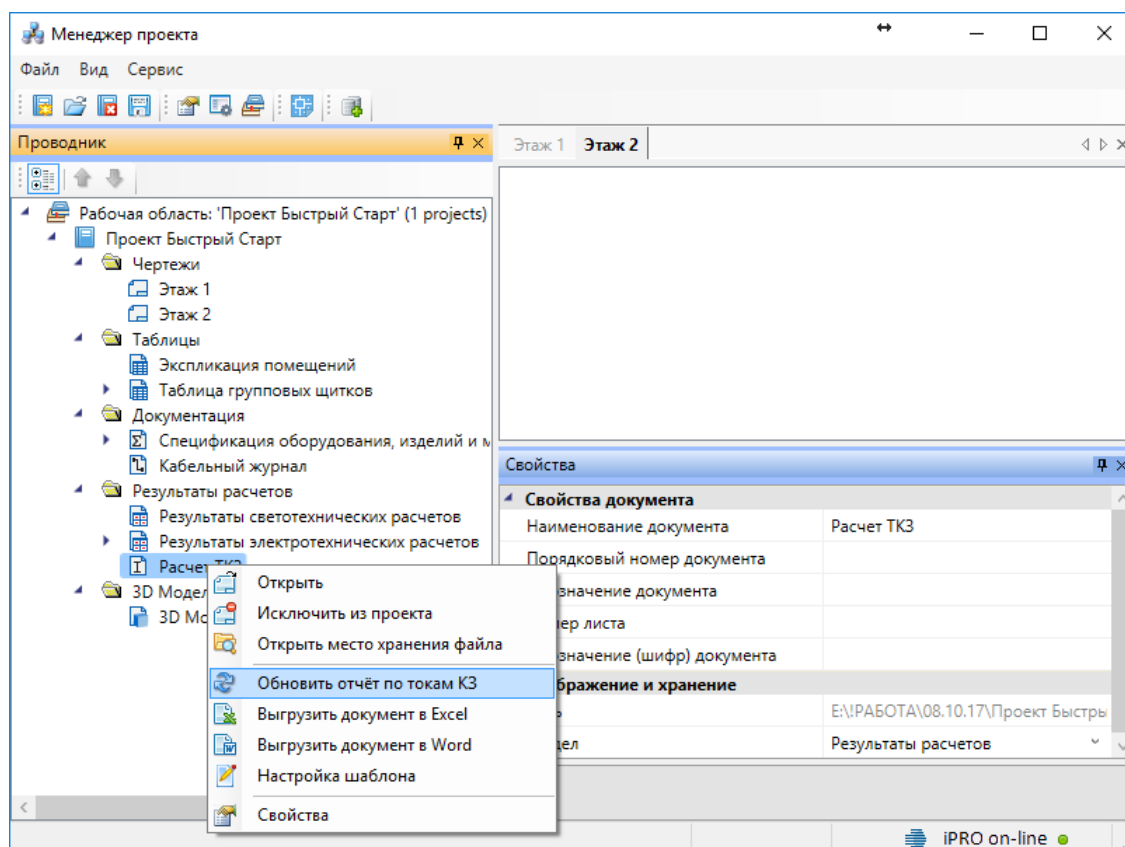 Менеджер проекта
Файл Вид Сервис
Проводник
Этаж 1 Этаж 2
Рабочая область: 'Проект Быстрый Старт' (1 projects)
Проект Быстрый Старт
Чертежи
Этаж 1
Этаж 2
Таблицы
Экспликация помещений
Таблица групповых щитков
Документация
Спецификация оборудования, изделий и м
Кабельный журнал
Результаты расчетов
Результаты светотехнических расчетов
Результаты электротехнических расчетов
Расчет ТКЗ
3D Модел
3D Мо
Открыть
Исключить из проекта
Открыть место хранения файла
Обновить отчёт по токам КЗ
Выгрузить документ в Excel
Выгрузить документ в Word
Настройка шаблона
Свойства
Свойства
Свойства документа
Наименование документа Расчет ТКЗ
Порядковый номер документа
значение документа
ер листа
значение (шифр) документа
бражение и хранение
E:\!РАБОТА\08.10.17\Проект Быстры
дел Результаты расчетов
iPRO on-line